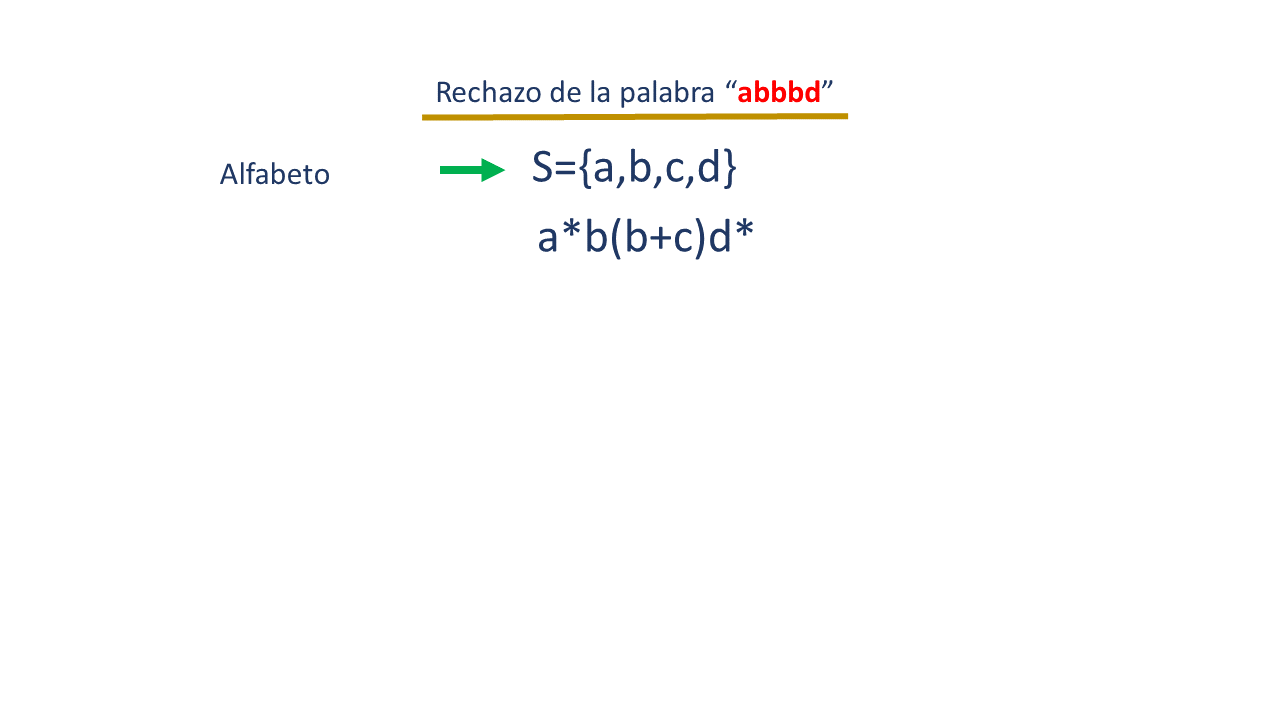 Rechazo de la palabra “abbbd”
Alfabeto S={a,b,c,d}
a*b(b+c)d*